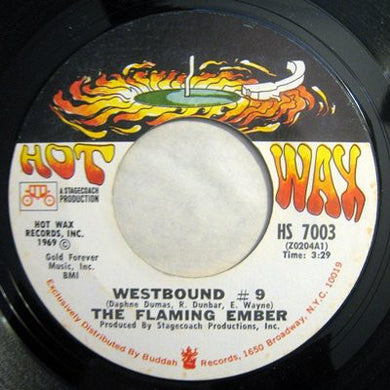 HOT WAX
A STAGECOACH
PRODUCTION
HOT WAX
RECORDS, INC.
1969 ©
Gold Forever
Music, Inc.
BMI
HS 7003
(Z0204A1)
Time: 3:29
WESTBOUND #9
(Daphne Dumas, R. Dunbar, E. Wayne)
THE FLAMING EMBER
Produced By Stagecoach Productions, Inc.
Exclusively Distributed By Buddah Records, 1650 Broadway, N.Y.C. 10019